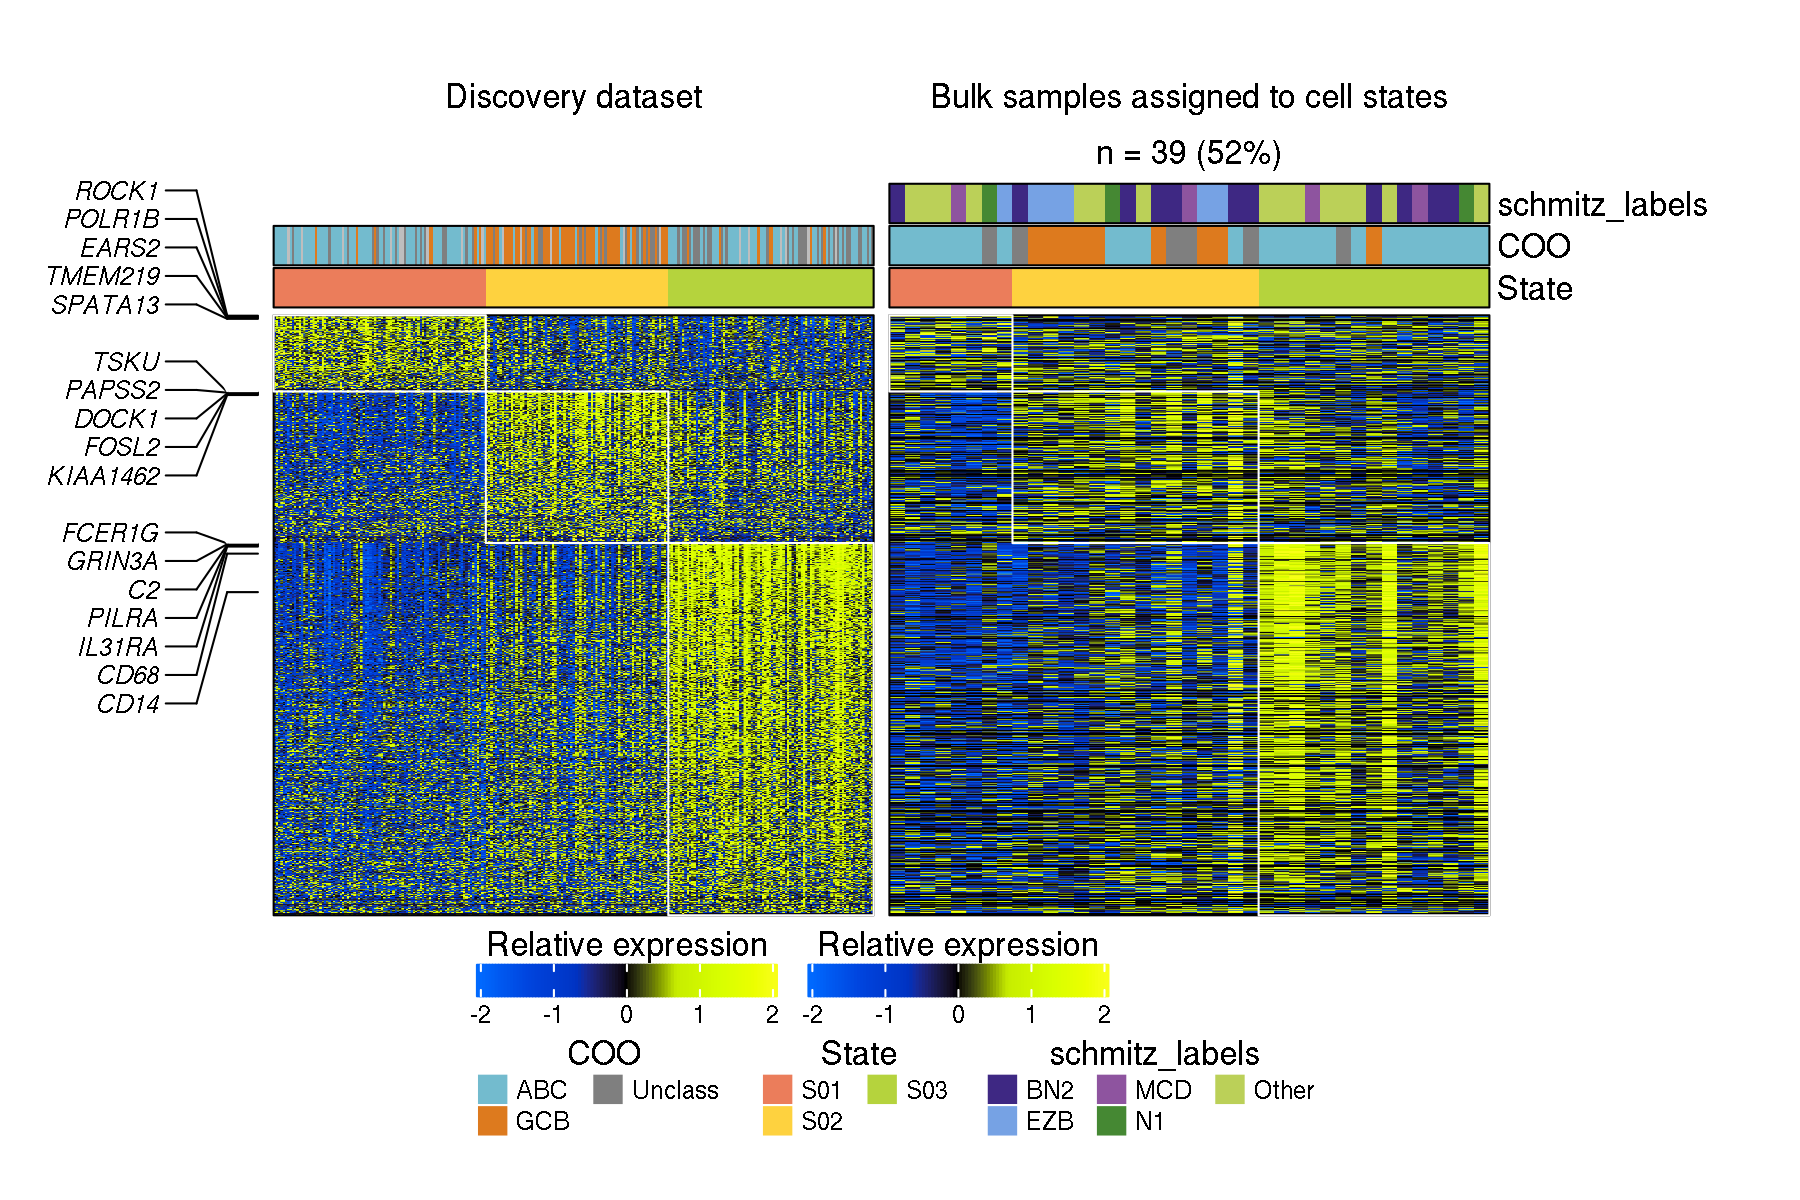 Discovery dataset
Bulk samples assigned to cell states
n = 39 (52%)
schmitz_labels
COO
State
ROCK1
POLR1B
EARS2
TMEM219
SPATA13
TSKU
PAPSS2
DOCK1
FOSL2
KIAA1462
FCER1G
GRIN3A
C2
PILRA
IL31RA
CD68
CD14
Relative expression
-2 -1 0 1 2
Relative expression
-2 -1 0 1 2
COO
ABC
GCB
Unclass
State
S01
S02
S03
schmitz_labels
BN2
EZB
MCD
N1
Other